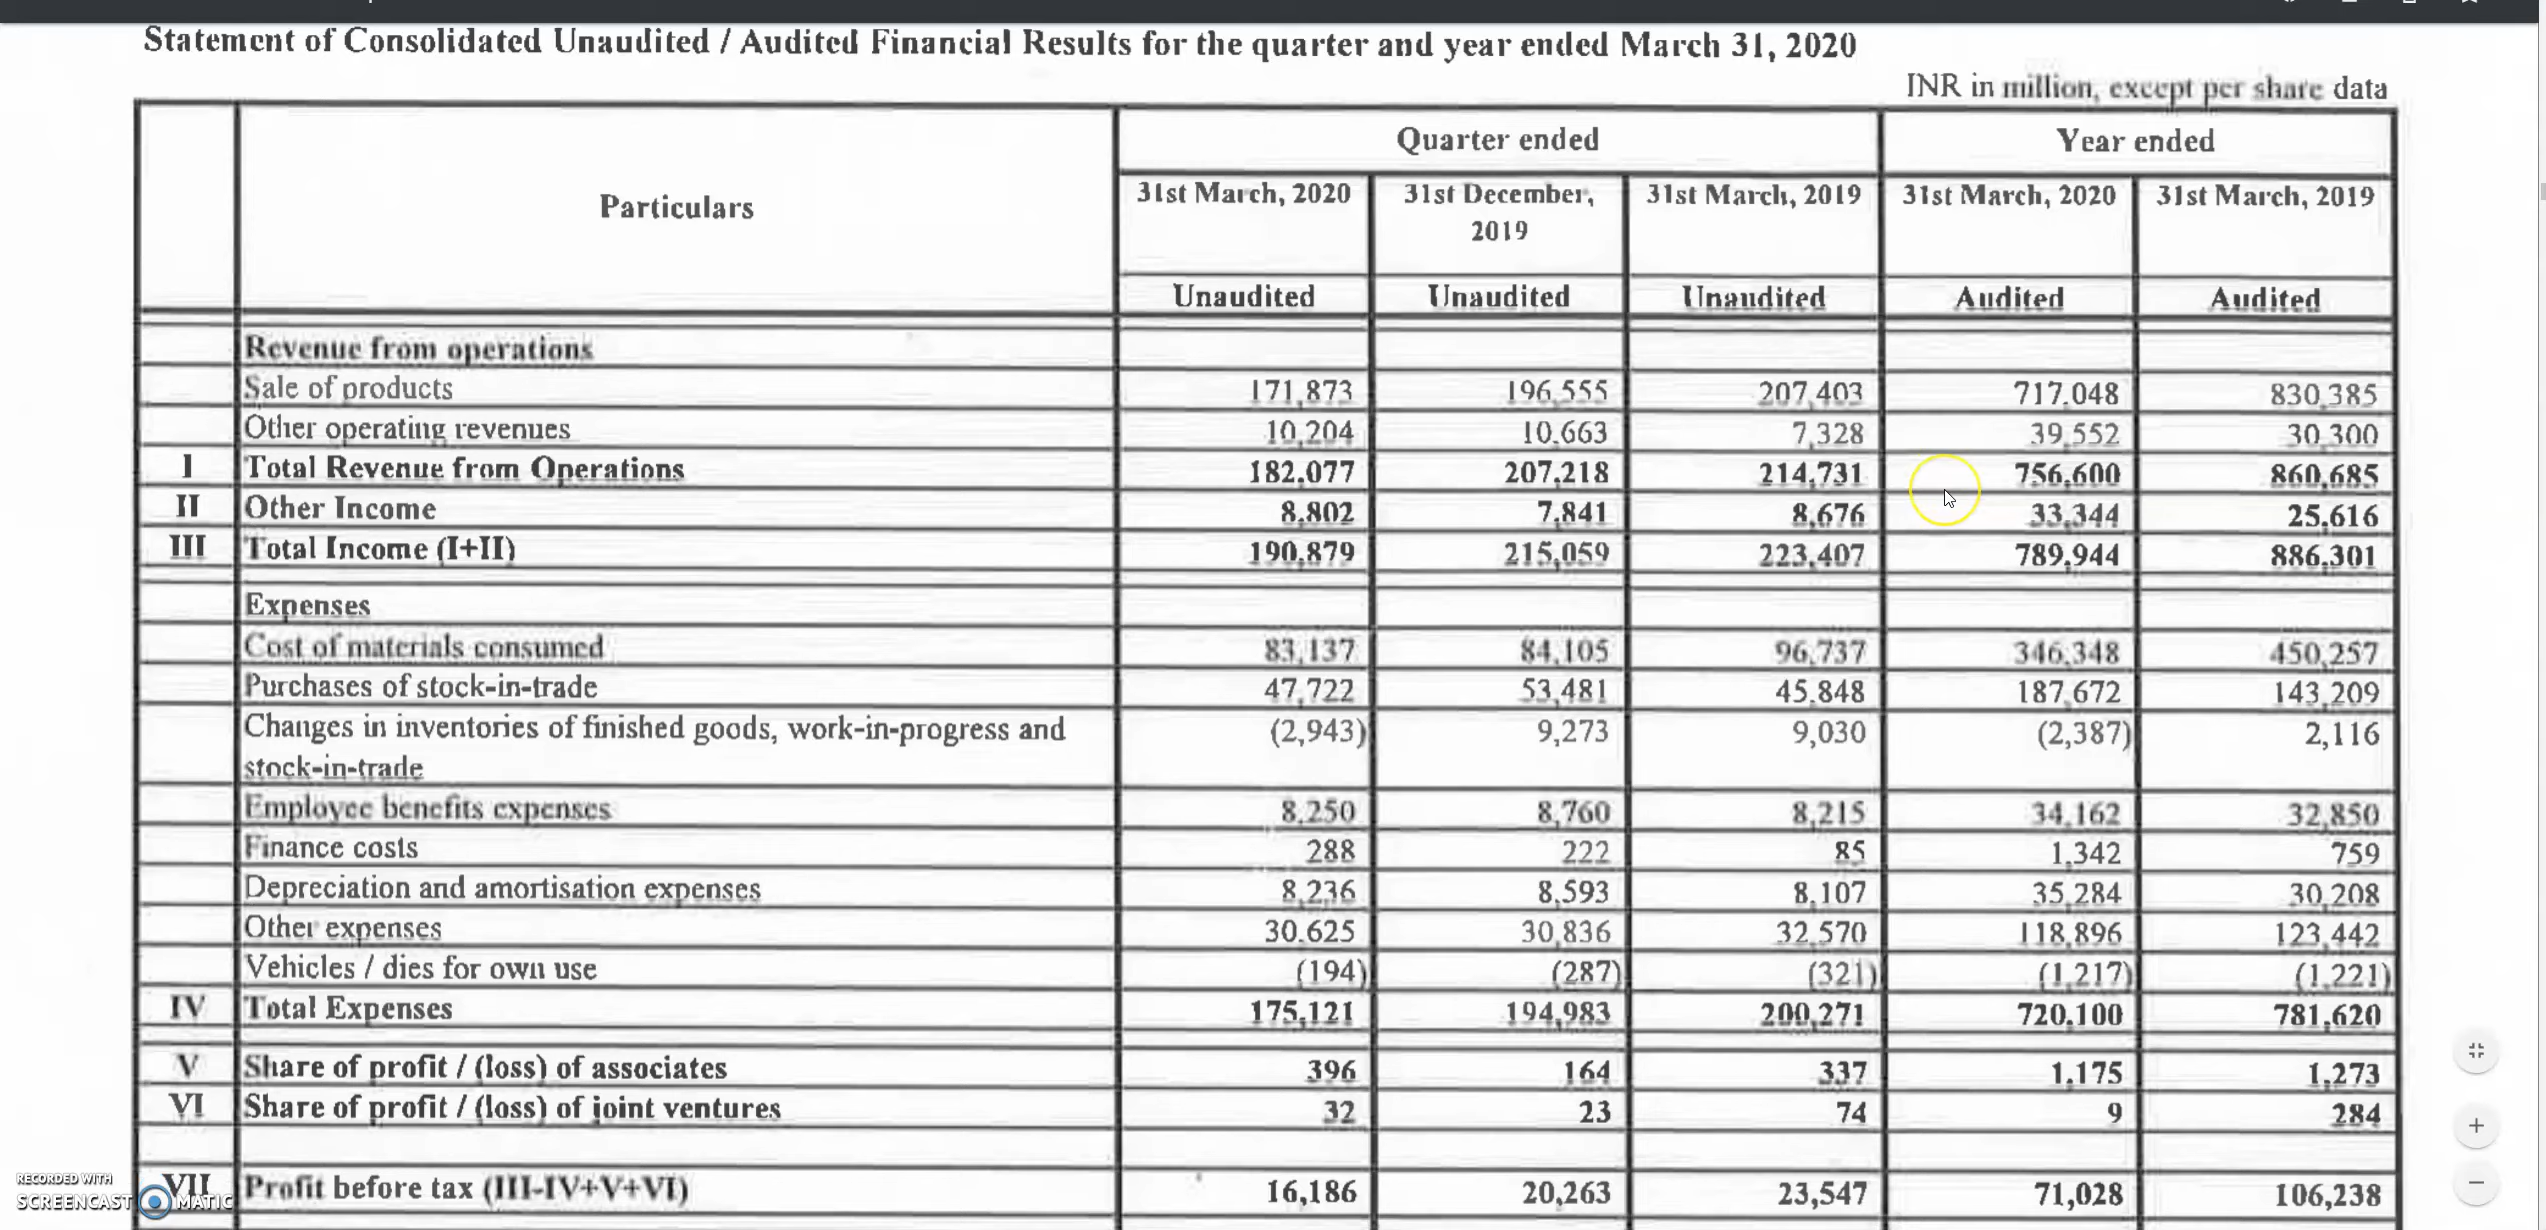 Statement of Consolidated Unaudited / Audited Financial Results for the quarter and year ended March 31, 2020
INR in million, except per share data
Particulars Quarter ended Year ended
31st March, 2020 31st December, 2019 31st March, 2019 31st March, 2020 31st March, 2019
Unaudited Unaudited Unaudited Audited Audited
Revenue from operations
Sale of products 171,873 196,555 207,403 717,048 830,385
Other operating revenues 10,204 10,663 7,328 39,552 30,300
I Total Revenue from Operations 182,077 207,218 214,731 756,600 860,685
II Other Income 8,802 7,841 8,676 33,344 25,616
III Total Income (I+II) 190,879 215,059 223,407 789,944 886,301
Expenses
Cost of materials consumed 83,137 84,105 96,737 346,348 450,257
Purchases of stock-in-trade 47,722 53,481 45,848 187,672 143,209
Changes in inventories of finished goods, work-in-progress and (2,943) 9,273 9,030 (2,387) 2,116
stock-in-trade
Employee benefits expenses 8,250 8,760 8,215 34,162 32,850
Finance costs 288 222 85 1,342 759
Depreciation and amortisation expenses 8,236 8,593 8,107 35,284 30,208
Other expenses 30,625 30,836 32,570 118,896 123,442
Vehicles / dies for own use (194) (287) (321) (1,217) (1,221)
IV Total Expenses 175,121 194,983 200,271 720,100 781,620
V Share of profit / (loss) of associates 396 164 337 1,175 1,273
VI Share of profit / (loss) of joint ventures 32 23 74 9 284
VII Profit before tax (III-IV+V+VI) 16,186 20,263 23,547 71,028 106,238
RECORDED WITH
SCREENCAST MATIC